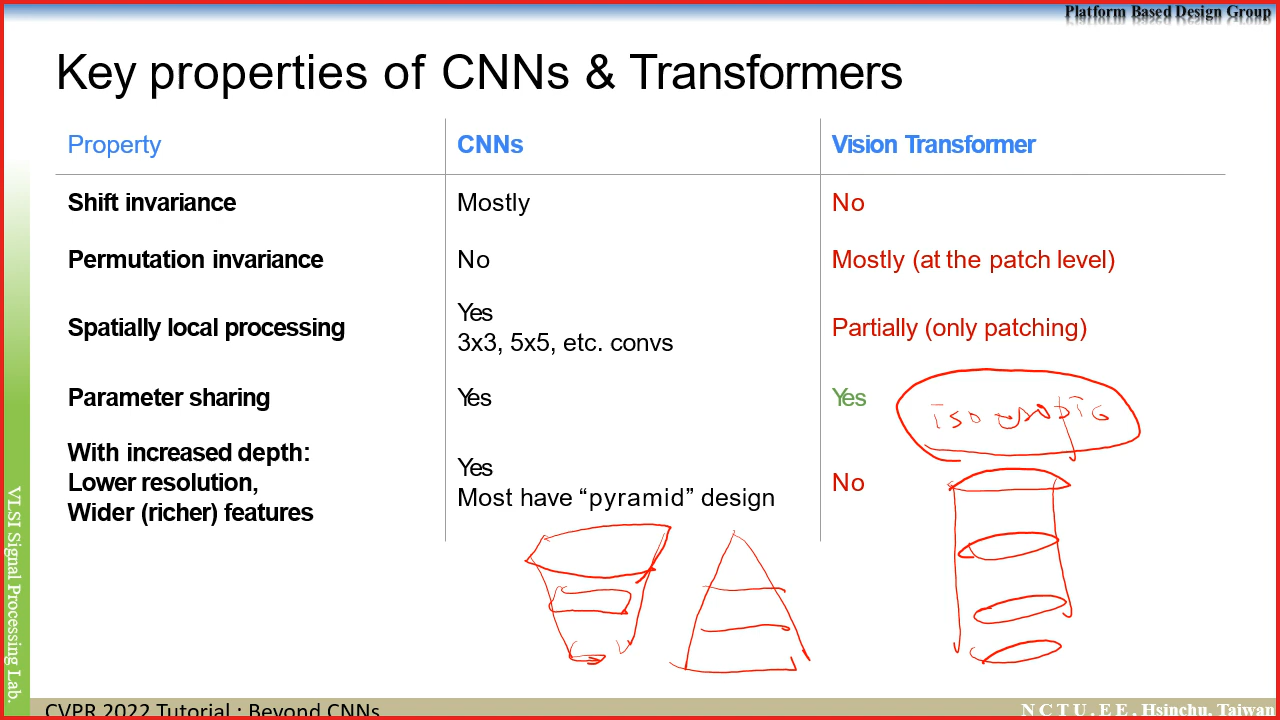 Platform Based Design Group
Key properties of CNNs & Transformers
Property CNNs Vision Transformer
Shift invariance Mostly No
Permutation invariance No Mostly (at the patch level)
Spatially local processing Yes
3x3, 5x5, etc. convs Partially (only patching)
Parameter sharing Yes Yes
isotropic
With increased depth:
Lower resolution,
Wider (richer) features
Yes
Most have “pyramid” design
No
VLSI Signal Processing Lab.
CVPR 2022 Tutorial : Beyond CNNs
N C T U . E E , Hsinchu, Taiwan